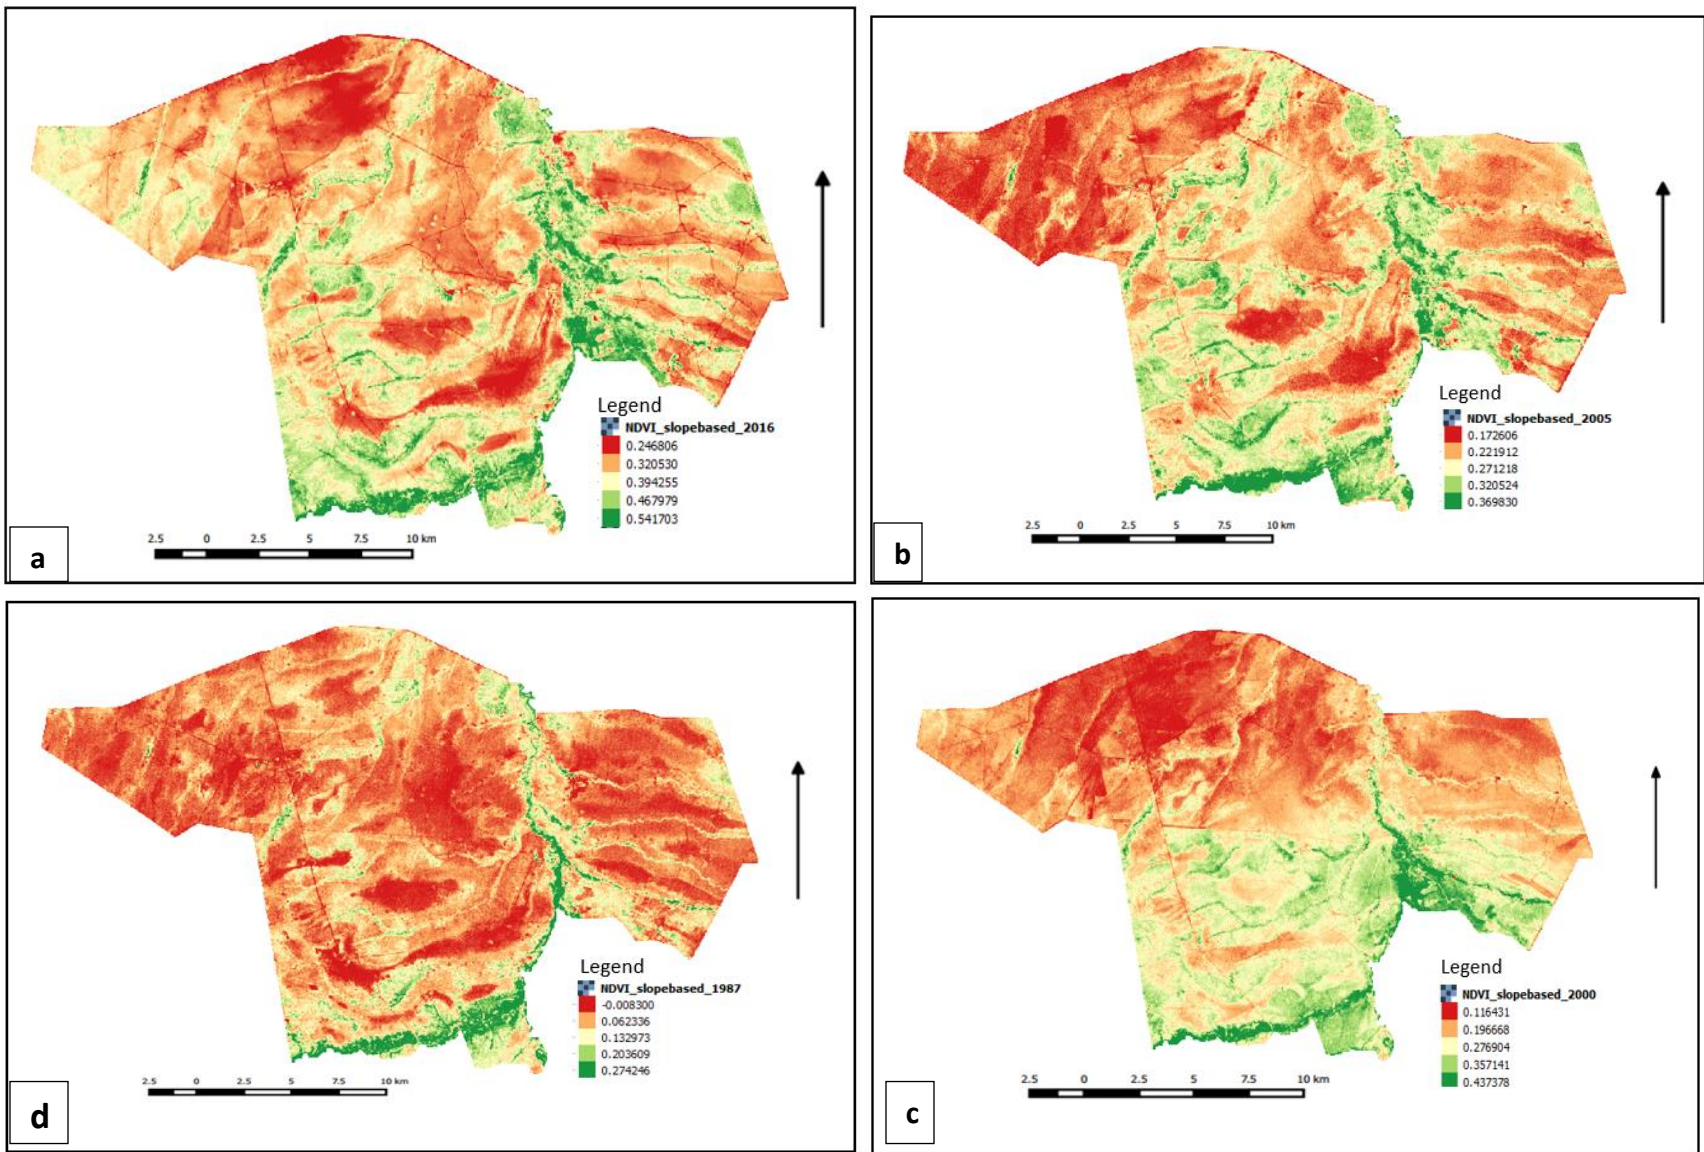 Legend
NDVI_slopebased_2016
0.246806
0.320530
0.394255
0.467979
0.541703
2.5 0 2.5 5 7.5 10 km
a
Legend
NDVI_slopebased_2005
0.172606
0.221912
0.271218
0.320524
0.369830
2.5 0 2.5 5 7.5 10 km
b
Legend
NDVI_slopebased_1987
-0.008300
0.062336
0.132973
0.203609
0.274246
2.5 0 2.5 5 7.5 10 km
d
Legend
NDVI_slopebased_2000
0.116431
0.196668
0.276904
0.357141
0.437378
2.5 0 2.5 5 7.5 10 km
c